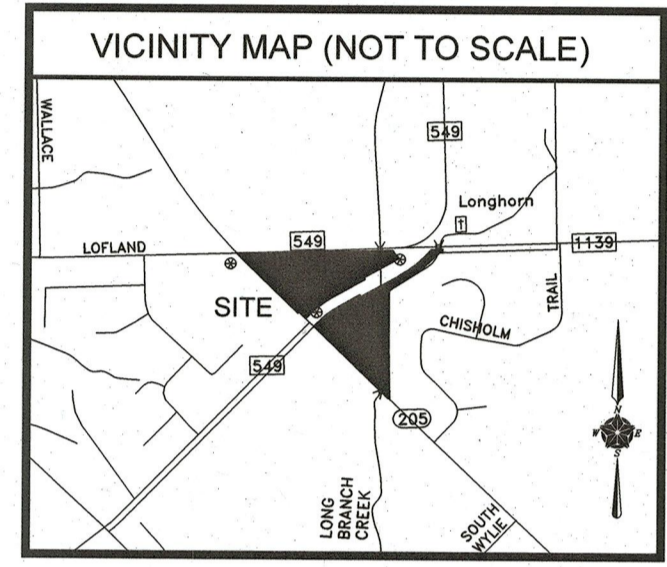 VICINITY MAP (NOT TO SCALE)
WALLACE
549
Longhorn
LOFLAND
549
1139
SITE
TRAIL
CHISHOLM
549
205
N
W E
S
LONG
BRANCH
CREEK
SOUTH
WYLIE